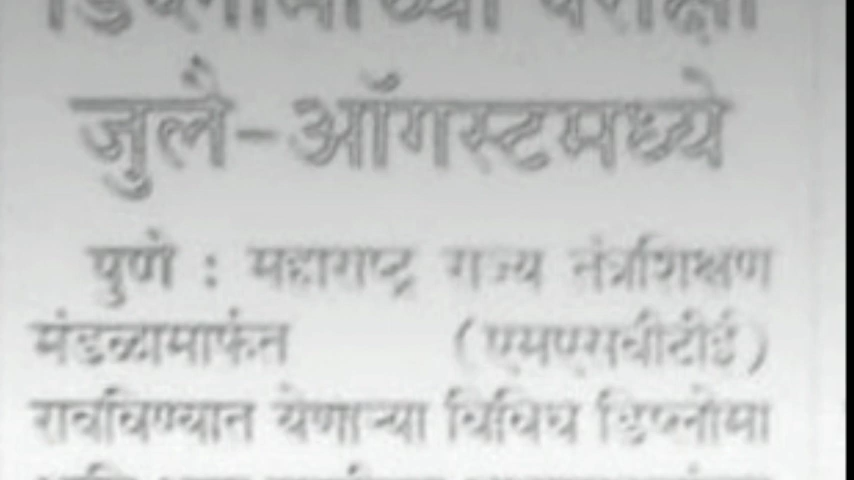 डिप्लोमाच्या परीक्षा
जुलै-ऑगस्टमध्ये
पुणे : महाराष्ट्र राज्य तंत्रशिक्षण
मंडळामार्फत (एमएसबीटीई)
राबविण्यात येणाऱ्या विविध डिप्लोमा